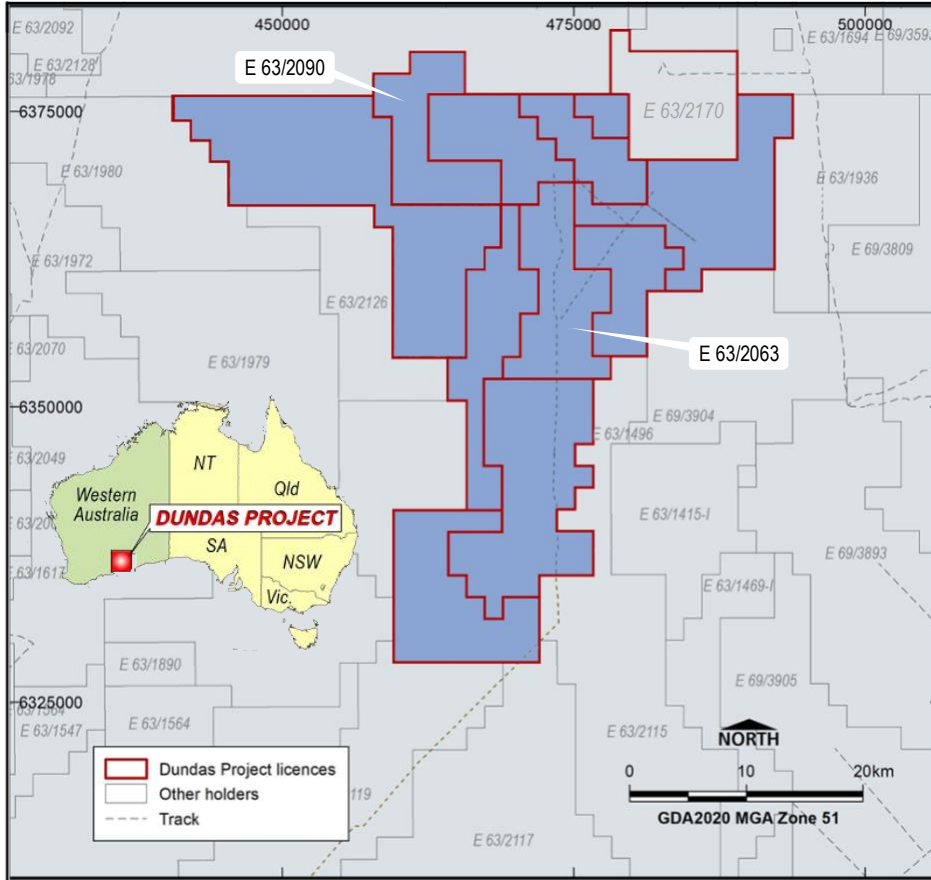 450000
475000
500000
E 63/2092
E 63/1694
E 69/3593
E 63/2128
63/1978
E 63/2090
6375000
E 63/2170
E 63/1980
E 63/1936
E 69/3809
E 63/1972
E 63/2126
E 63/2063
63/2070
E 63/1979
6350000
E 69/3904
E 63/1496
63/2049
NT
Qld
Western
Australia
DUNDAS PROJECT
SA
NSW
Vic.
E 63/1415-I
E 69/3893
63/1617
E 63/1469-I
E 63/1890
E 69/3905
6325000
63/1564
E 63/1547
E 63/1564
E 63/2115
NORTH
Dundas Project licences
Other holders
Track
119
0
10
20km
GDA2020 MGA Zone 51
E 63/2117